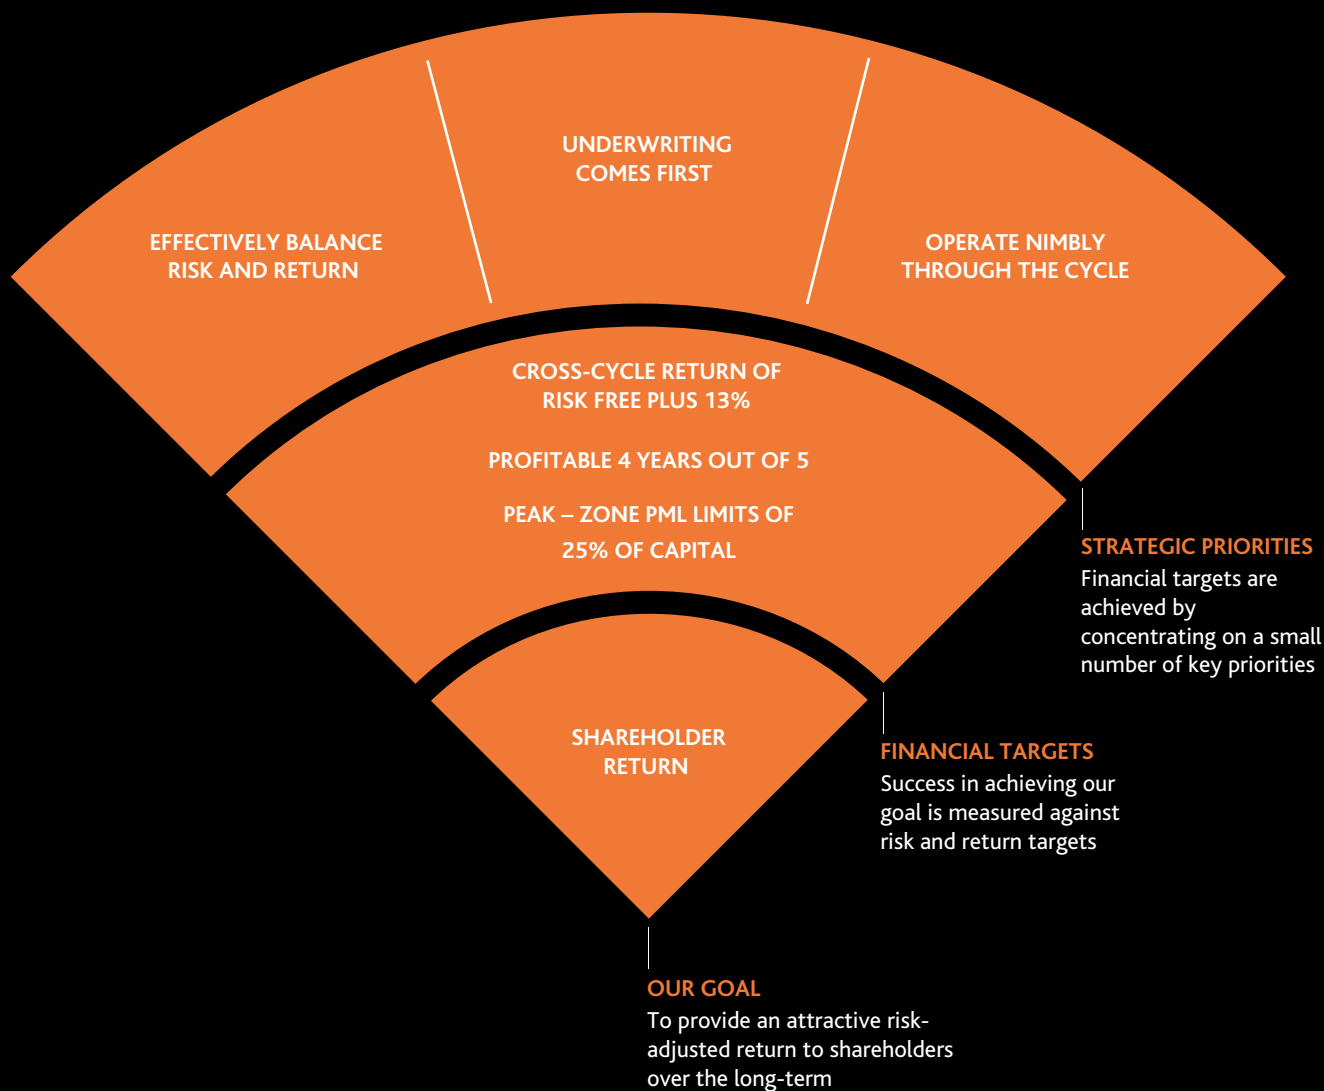 UNDERWRITING
COMES FIRST
EFFECTIVELY BALANCE
RISK AND RETURN
OPERATE NIMBLY
THROUGH THE CYCLE
CROSS-CYCLE RETURN OF
RISK FREE PLUS 13%
PROFITABLE 4 YEARS OUT OF 5
PEAK – ZONE PML LIMITS OF
25% OF CAPITAL
STRATEGIC PRIORITIES
Financial targets are
achieved by
concentrating on a small
number of key priorities
SHAREHOLDER
RETURN
FINANCIAL TARGETS
Success in achieving our
goal is measured against
risk and return targets
OUR GOAL
To provide an attractive risk-
adjusted return to shareholders
over the long-term